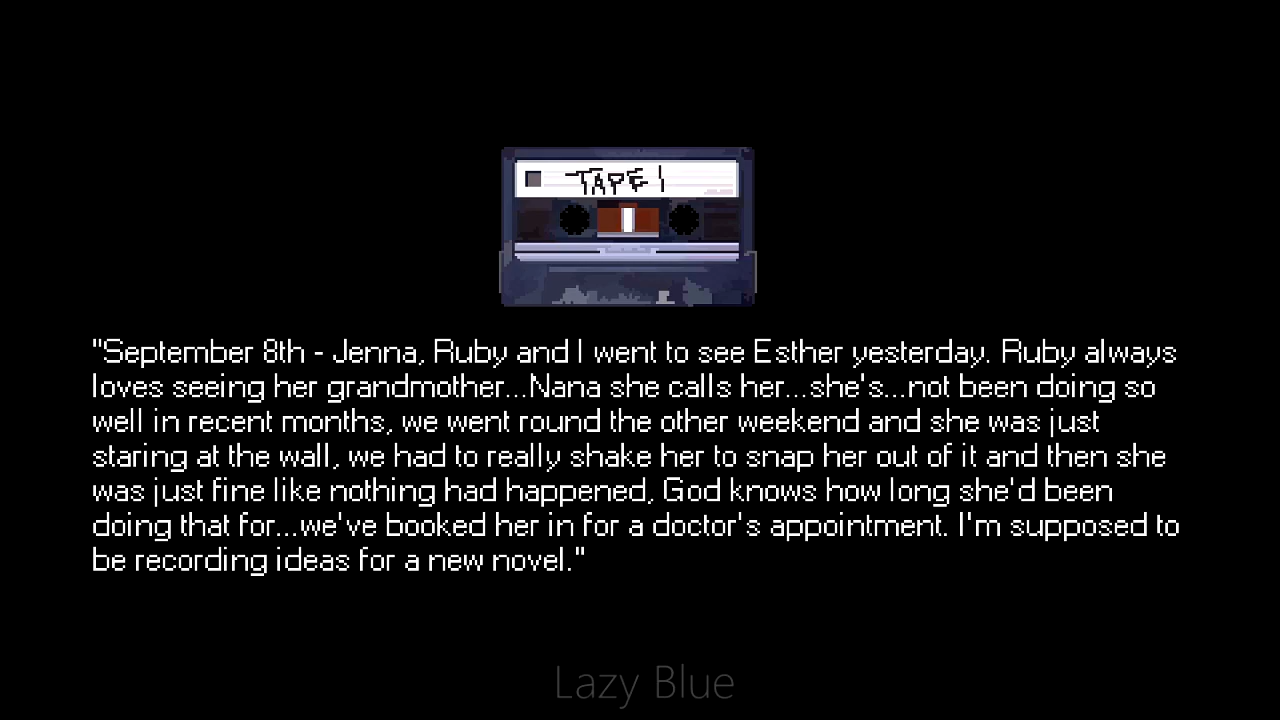 TAPE 1
"September 8th - Jenna, Ruby and I went to see Esther yesterday. Ruby always
loves seeing her grandmother...Nana she calls her...she's...not been doing so
well in recent months, we went round the other weekend and she was just
staring at the wall, we had to really shake her to snap her out of it and then she
was just fine like nothing had happened, God knows how long she'd been
doing that for...we've booked her in for a doctor's appointment. I'm supposed to
be recording ideas for a new novel."
Lazy Blue